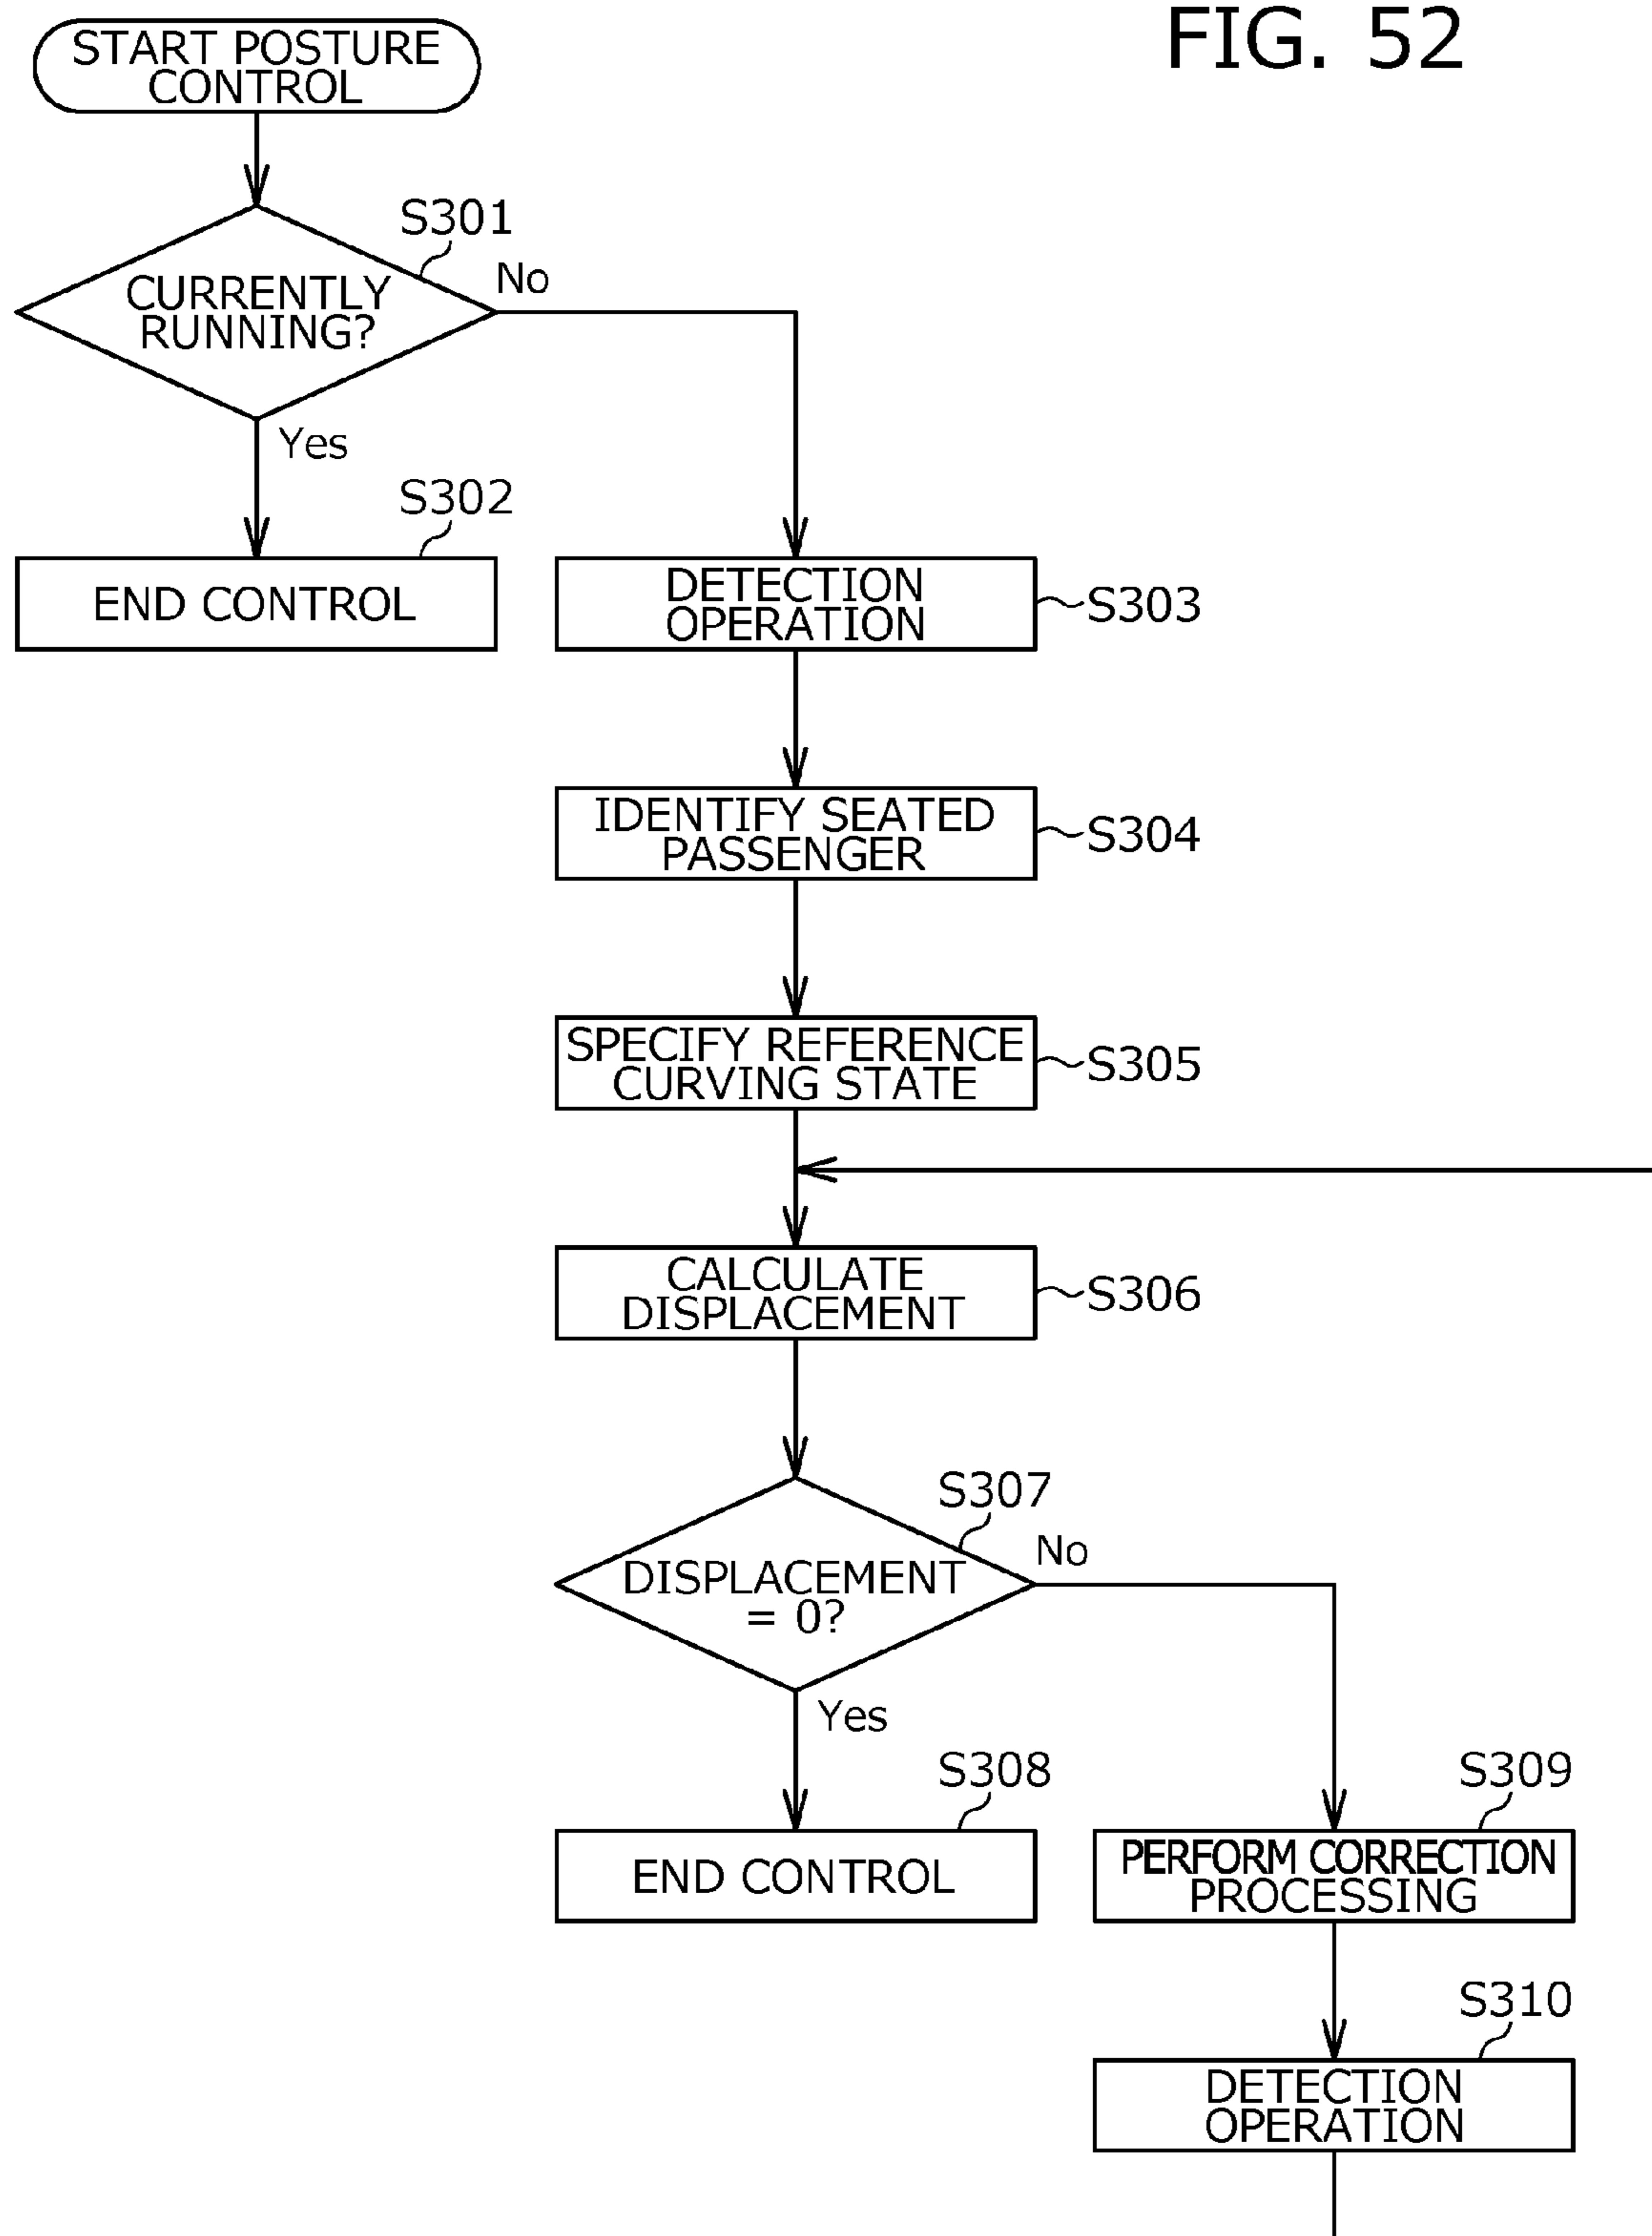 FIG. 52
START POSTURE
CONTROL
S301
CURRENTLY
RUNNING?
No
Yes
S302
END CONTROL
DETECTION
OPERATION
S303
IDENTIFY SEATED
PASSENGER
S304
SPECIFY REFERENCE
CURVING STATE
S305
CALCULATE
DISPLACEMENT
S306
S307
DISPLACEMENT
= 0?
No
Yes
S308
END CONTROL
S309
PERFORM CORRECTION
PROCESSING
S310
DETECTION
OPERATION